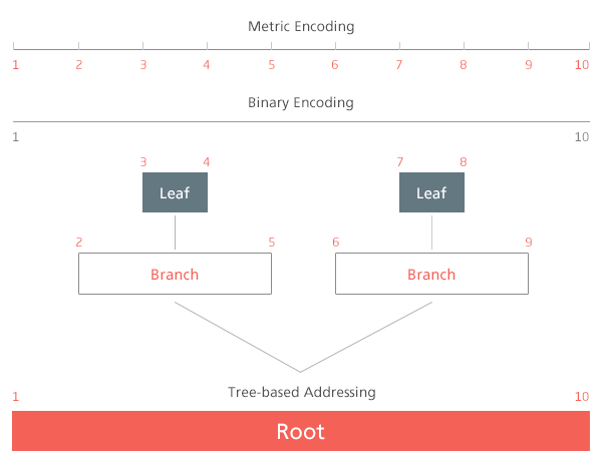 Metric Encoding
1 2 3 4 5 6 7 8 9 10
Binary Encoding
1 10
3 4 7 8
Leaf Leaf
2 5 6 9
Branch Branch
Tree-based Addressing
1 10
Root